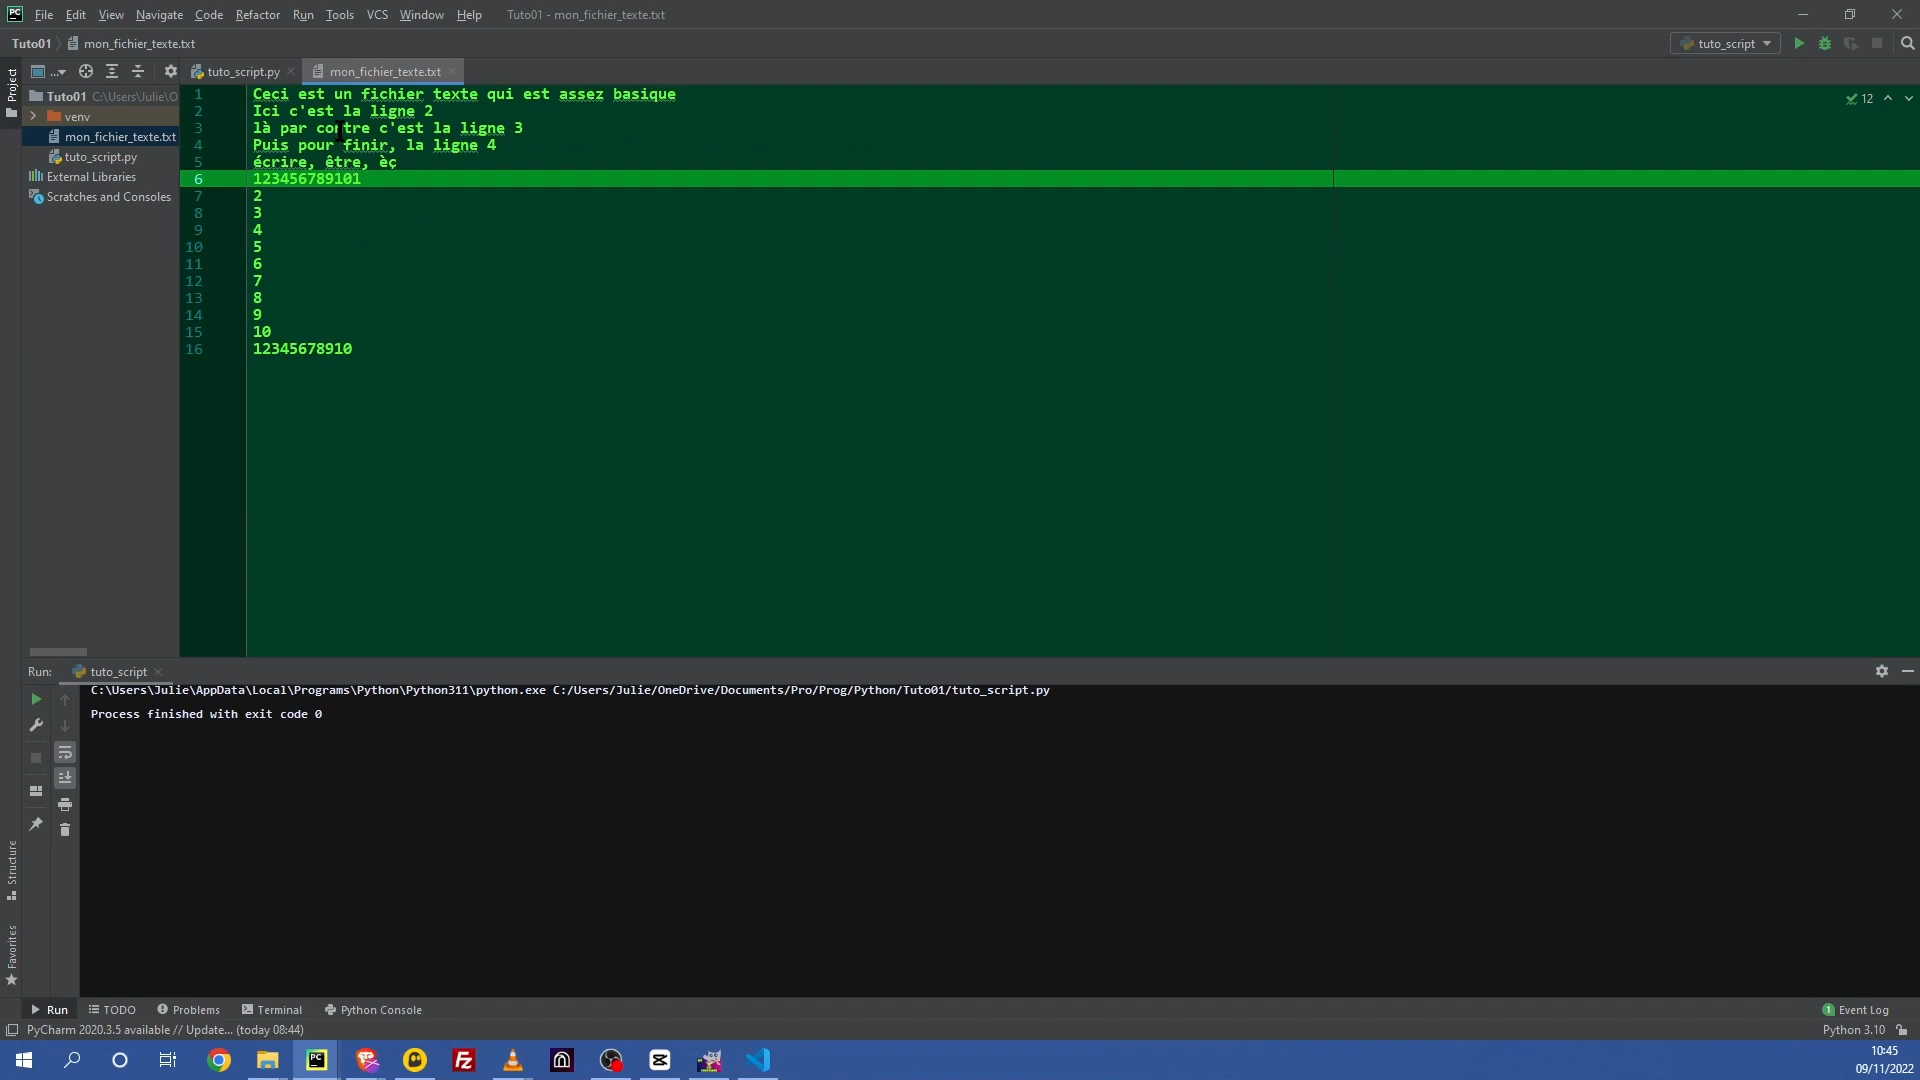 File Edit View Navigate Code Refactor Run Tools VCS Window Help Tuto01 - mon_fichier_texte.txt
Tuto01 mon_fichier_texte.txt tuto_script
Project ... tuto_script.py mon_fichier_texte.txt
Tuto01 C:\Users\Julie\O
venv
mon_fichier_texte.txt
tuto_script.py
External Libraries
Scratches and Consoles
1 Ceci est un fichier texte qui est assez basique
2 Ici c'est la ligne 2
3 là par contre c'est la ligne 3
4 Puis pour finir, la ligne 4
5 écrire, être, èç
6 123456789101
7 2
8 3
9 4
10 5
11 6
12 7
13 8
14 9
15 10
16 12345678910
12
Run: tuto_script
C:\Users\Julie\AppData\Local\Programs\Python\Python311\python.exe C:/Users/Julie/OneDrive/Documents/Pro/Prog/Python/Tuto01/tuto_script.py
Process finished with exit code 0
Structure
Favorites
Run TODO Problems Terminal Python Console 1 Event Log
PyCharm 2020.3.5 available // Update... (today 08:44) Python 3.10
10:45
09/11/2022